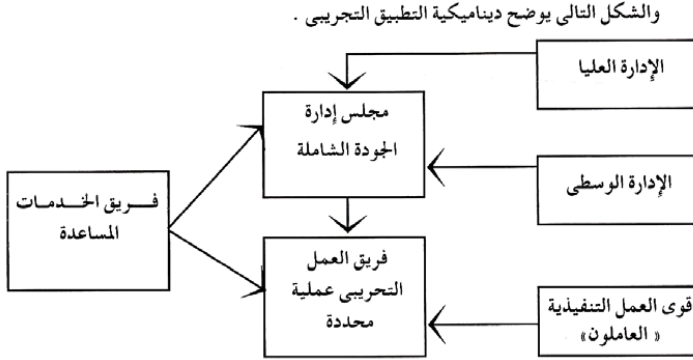 والشكل التالى يوضح ديناميكية التطبيق التجريبى .
الإدارة العليا
مجلس إدارة
الجودة الشاملة
الإدارة الوسطى
فريق الخدمات
المساعدة
فريق العمل
التحريبى عملية
محددة
قوى العمل التنفيذية
« العاملون»